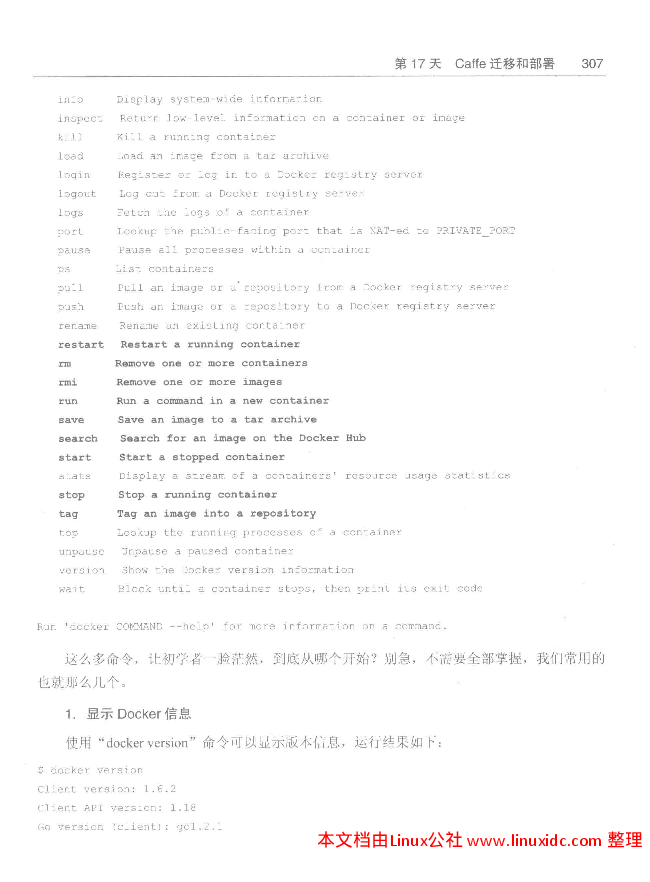 第 17 天 Caffe 迁移和部署 307
info Display system-wide information
inspect Return low-level information on a container or image
kill Kill a running container
load Load an image from a tar archive
login Register or log in to a Docker registry server
logout Log out from a Docker registry server
logs Fetch the logs of a container
port Lookup the public-facing port that is NAT-ed to PRIVATE_PORT
pause Pause all processes within a container
ps List containers
pull Pull an image or a repository from a Docker registry server
push Push an image or a repository to a Docker registry server
rename Rename an existing container
restart Restart a running container
rm Remove one or more containers
rmi Remove one or more images
run Run a command in a new container
save Save an image to a tar archive
search Search for an image on the Docker Hub
start Start a stopped container
stats Display a stream of a containers' resource usage statistics
stop Stop a running container
tag Tag an image into a repository
top Lookup the running processes of a container
unpause Unpause a paused container
version Show the Docker version information
wait Block until a container stops, then print its exit code
Run 'docker COMMAND --help' for more information on a command.
这么多命令，让初学者一脸茫然，到底从哪个开始？别急，不需要全部掌握，我们常用的
也就那么几个。
1. 显示 Docker 信息
使用“docker version”命令可以显示版本信息，运行结果如下：
$ docker version
Client version: 1.6.2
Client API version: 1.18
Go version (client): go1.2.1
本文档由Linux公社 www.linuxidc.com 整理